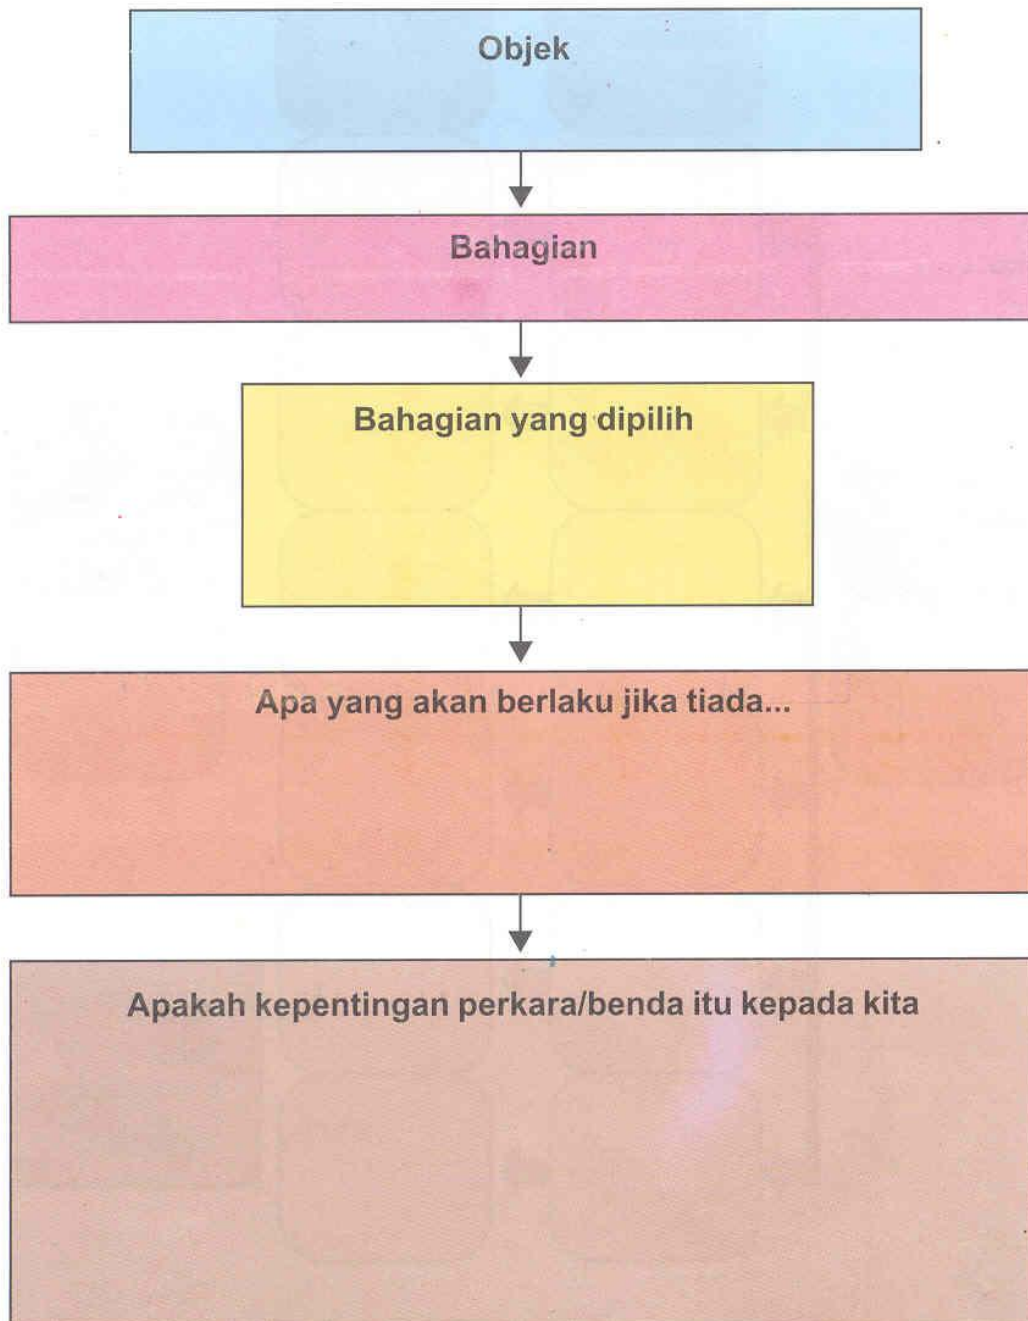 Objek
Bahagian
Bahagian yang dipilih
Apa yang akan berlaku jika tiada...
Apakah kepentingan perkara/benda itu kepada kita